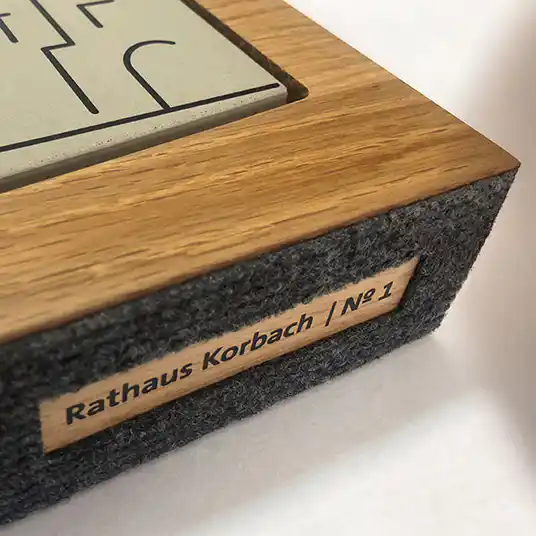 Rathaus Korbach | Nº 1